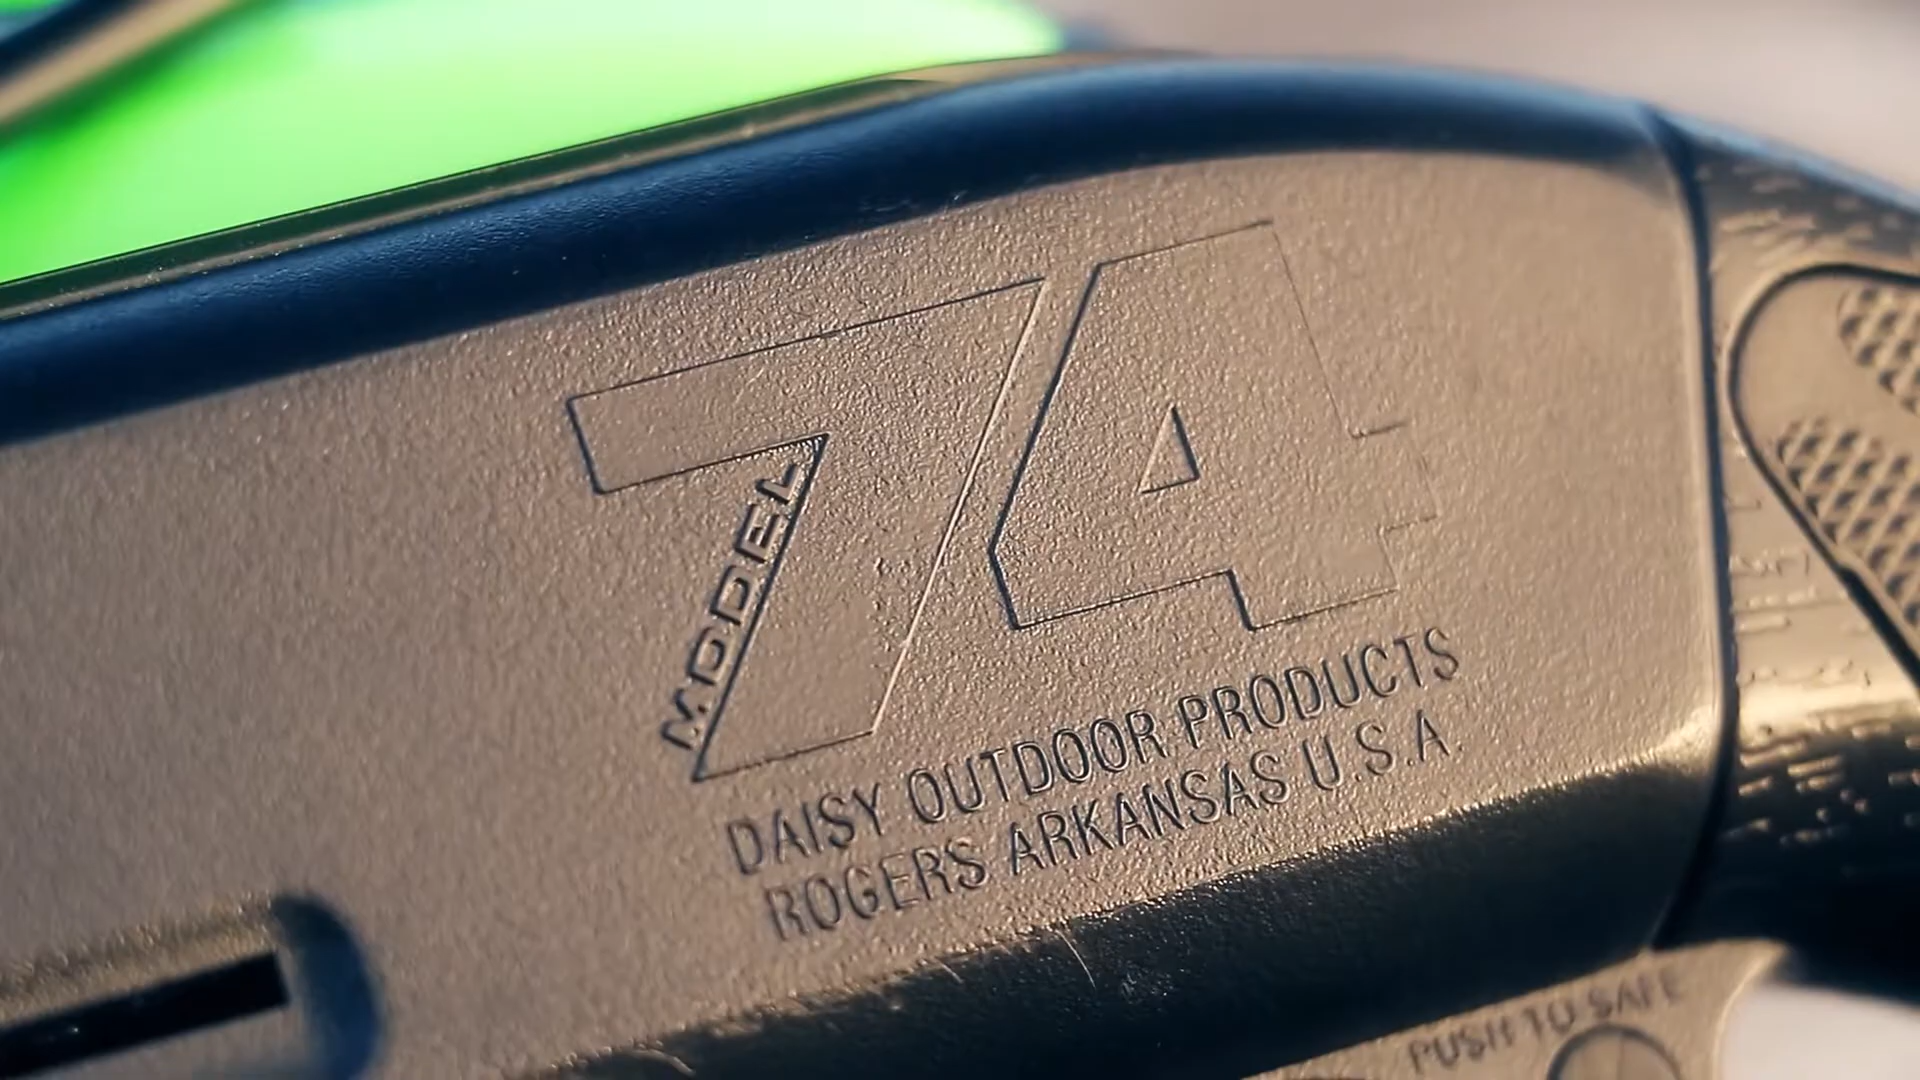 74
MODEL
DAISY OUTDOOR PRODUCTS
ROGERS ARKANSAS U.S.A.
PUSH TO SAFE